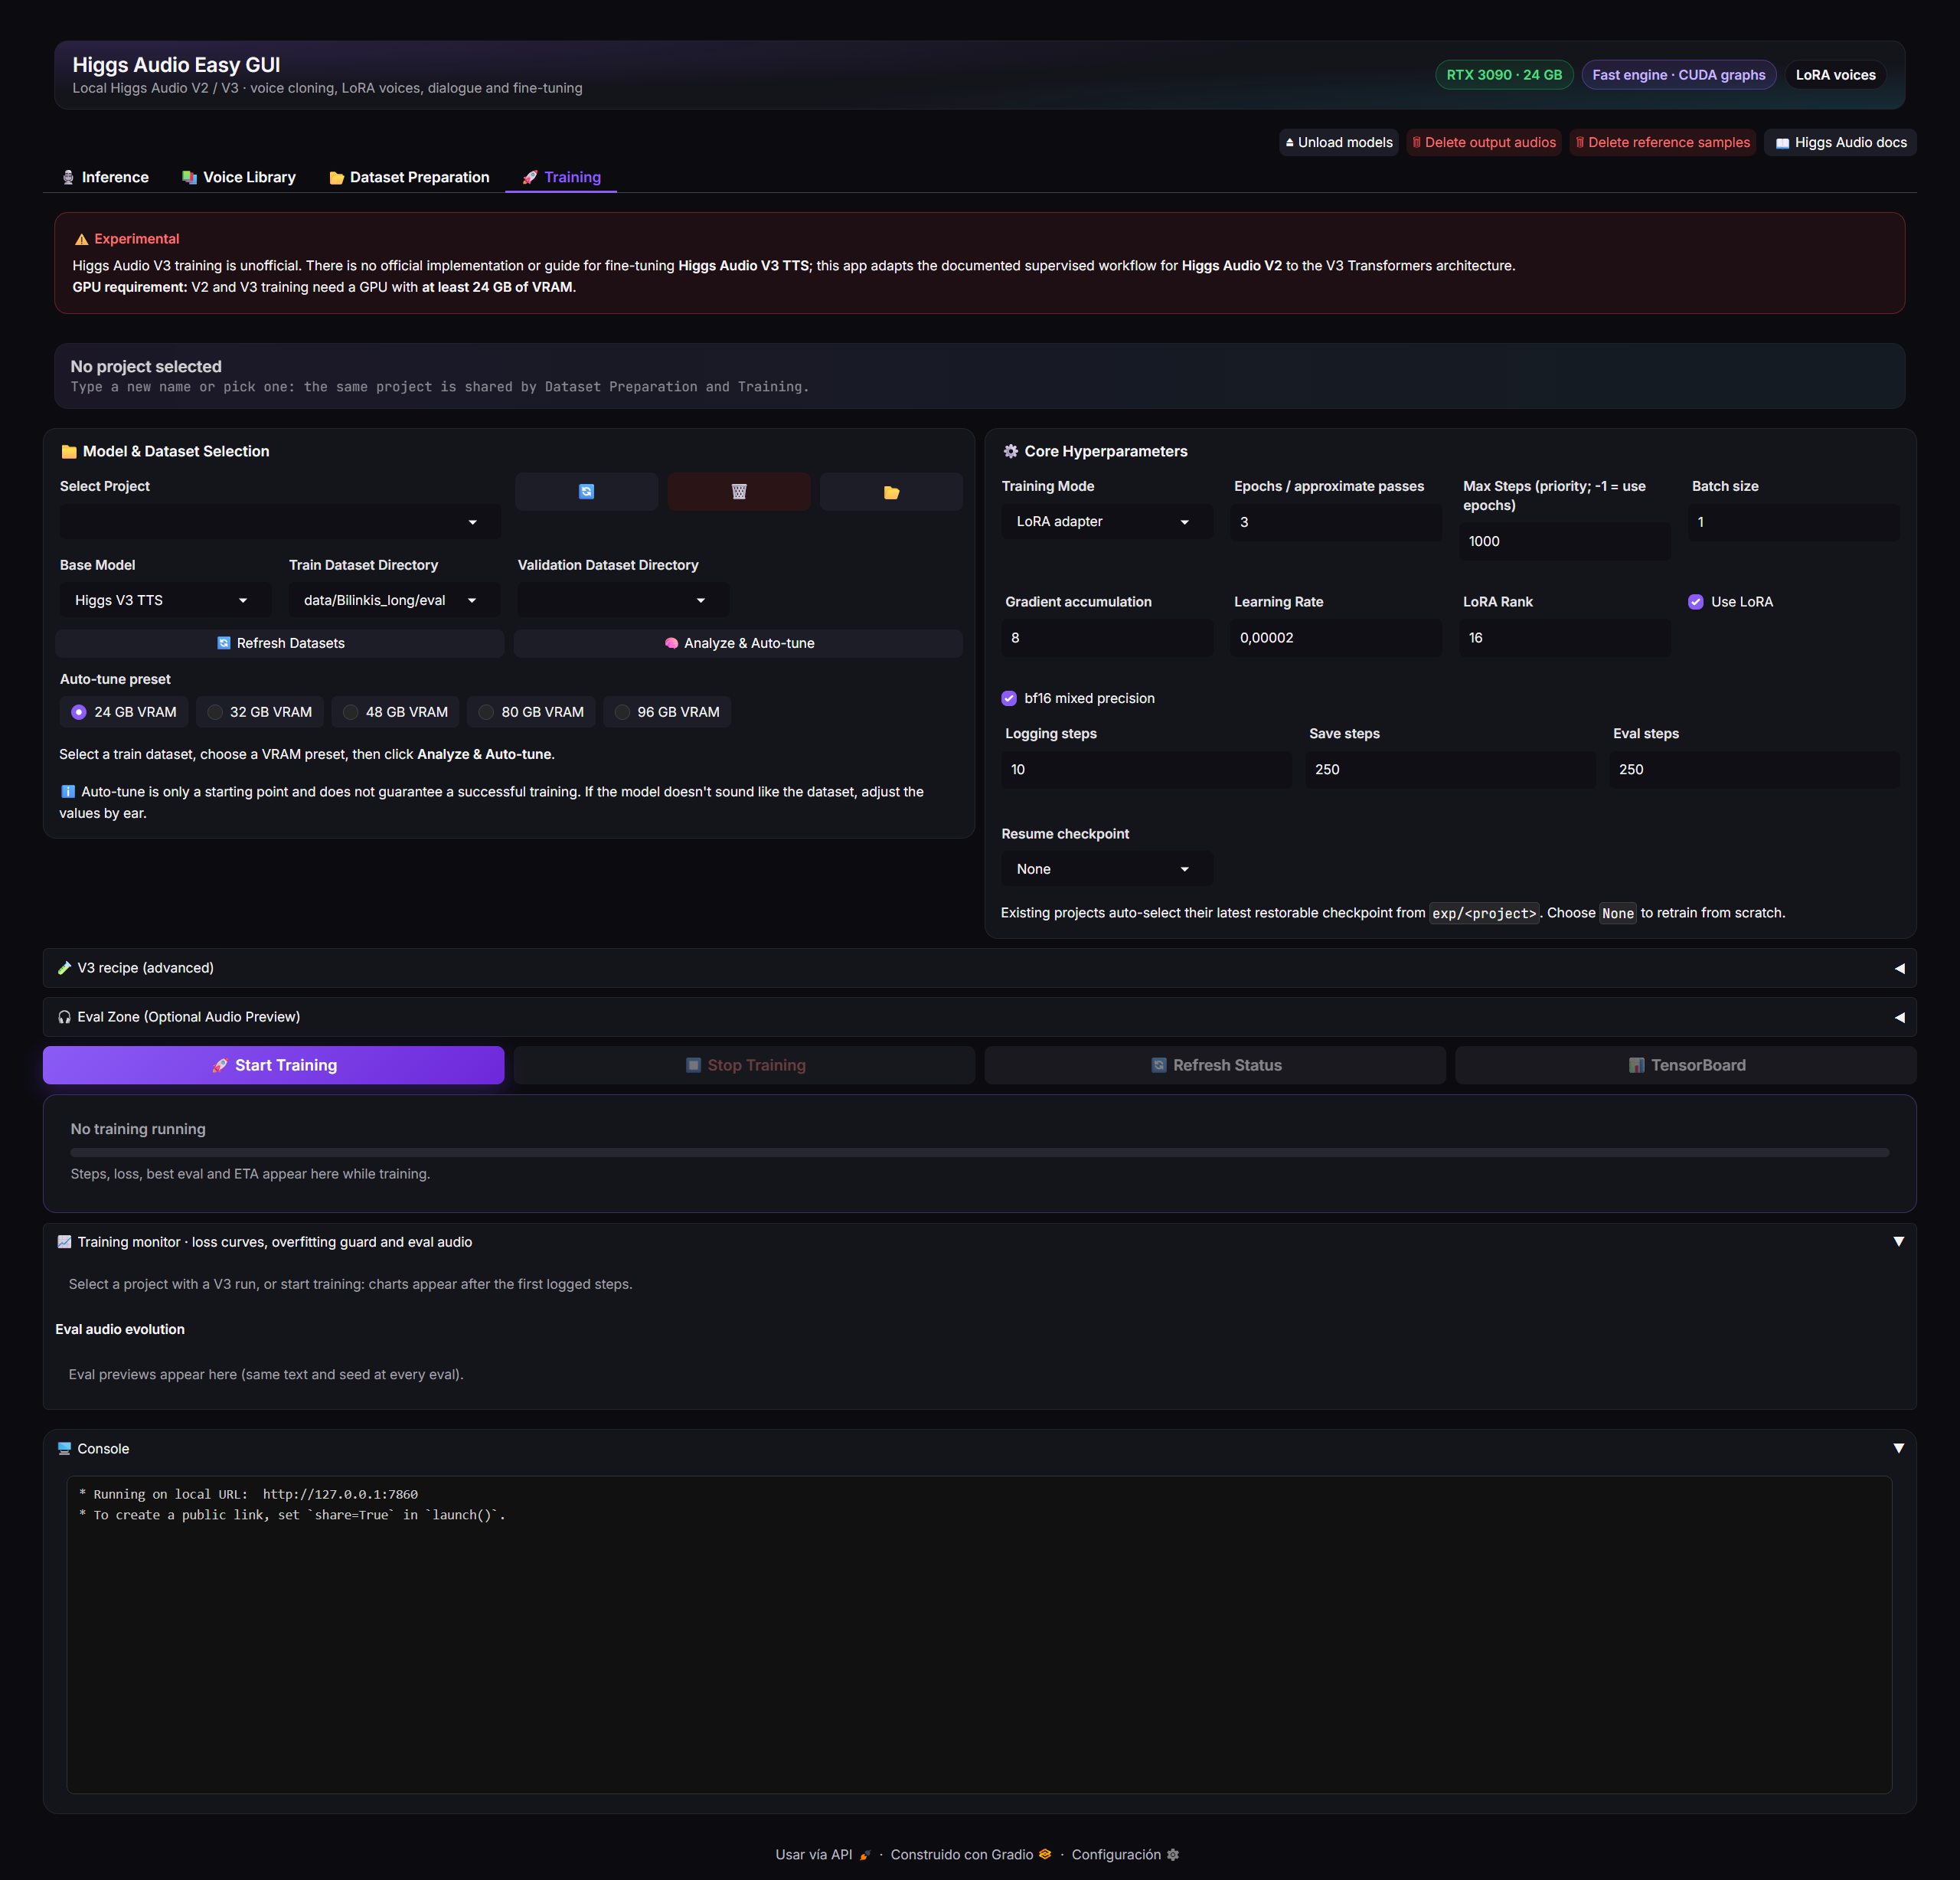 Higgs Audio Easy GUI
Local Higgs Audio V2 / V3 · voice cloning, LoRA voices, dialogue and fine-tuning
RTX 3090 · 24 GB
Fast engine · CUDA graphs
LoRA voices
Unload models
Delete output audios
Delete reference samples
Higgs Audio docs
Inference
Voice Library
Dataset Preparation
Training
Experimental
Higgs Audio V3 training is unofficial. There is no official implementation or guide for fine-tuning Higgs Audio V3 TTS; this app adapts the documented supervised workflow for Higgs Audio V2 to the V3 Transformers architecture.
GPU requirement: V2 and V3 training need a GPU with at least 24 GB of VRAM.
No project selected
Type a new name or pick one: the same project is shared by Dataset Preparation and Training.
Model & Dataset Selection
Select Project
Base Model
Train Dataset Directory
Validation Dataset Directory
Higgs V3 TTS
data/Bilinkis_long/eval
Refresh Datasets
Analyze & Auto-tune
Auto-tune preset
24 GB VRAM
32 GB VRAM
48 GB VRAM
80 GB VRAM
96 GB VRAM
Select a train dataset, choose a VRAM preset, then click Analyze & Auto-tune.
Auto-tune is only a starting point and does not guarantee a successful training. If the model doesn't sound like the dataset, adjust the
values by ear.
Core Hyperparameters
Training Mode
Epochs / approximate passes
Max Steps (priority; -1 = use
epochs)
Batch size
LoRA adapter
3
1000
1
Gradient accumulation
Learning Rate
LoRA Rank
Use LoRA
8
0,00002
16
bf16 mixed precision
Logging steps
Save steps
Eval steps
10
250
250
Resume checkpoint
None
Existing projects auto-select their latest restorable checkpoint from exp/<project>. Choose None to retrain from scratch.
V3 recipe (advanced)
Eval Zone (Optional Audio Preview)
Start Training
Stop Training
Refresh Status
TensorBoard
No training running
Steps, loss, best eval and ETA appear here while training.
Training monitor · loss curves, overfitting guard and eval audio
Select a project with a V3 run, or start training: charts appear after the first logged steps.
Eval audio evolution
Eval previews appear here (same text and seed at every eval).
Console
* Running on local URL:  http://127.0.0.1:7860
* To create a public link, set `share=True` in `launch()`.
Usar vía API · Construido con Gradio · Configuración